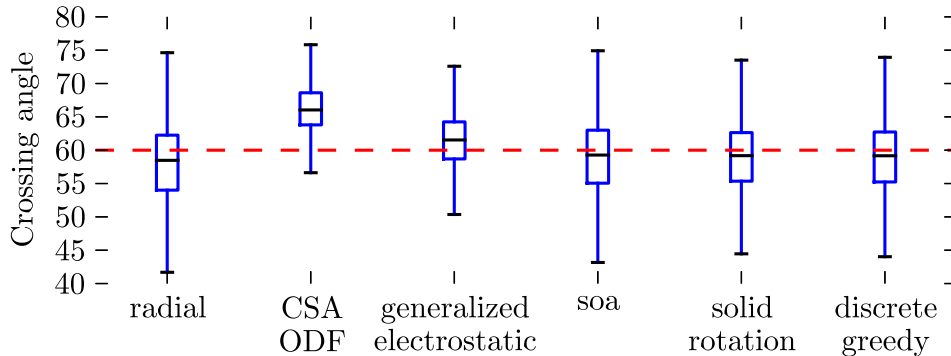 Crossing angle
80
75
70
65
60
55
50
45
40
radial
CSA
ODF
generalized
electrostatic
soa
solid
rotation
discrete
greedy